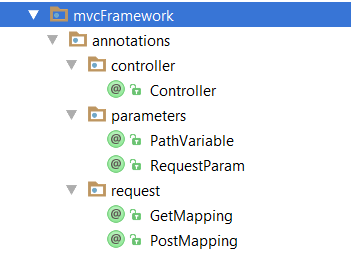 mvcFramework
annotations
controller
@ Controller
parameters
@ PathVariable
@ RequestParam
request
@ GetMapping
@ PostMapping